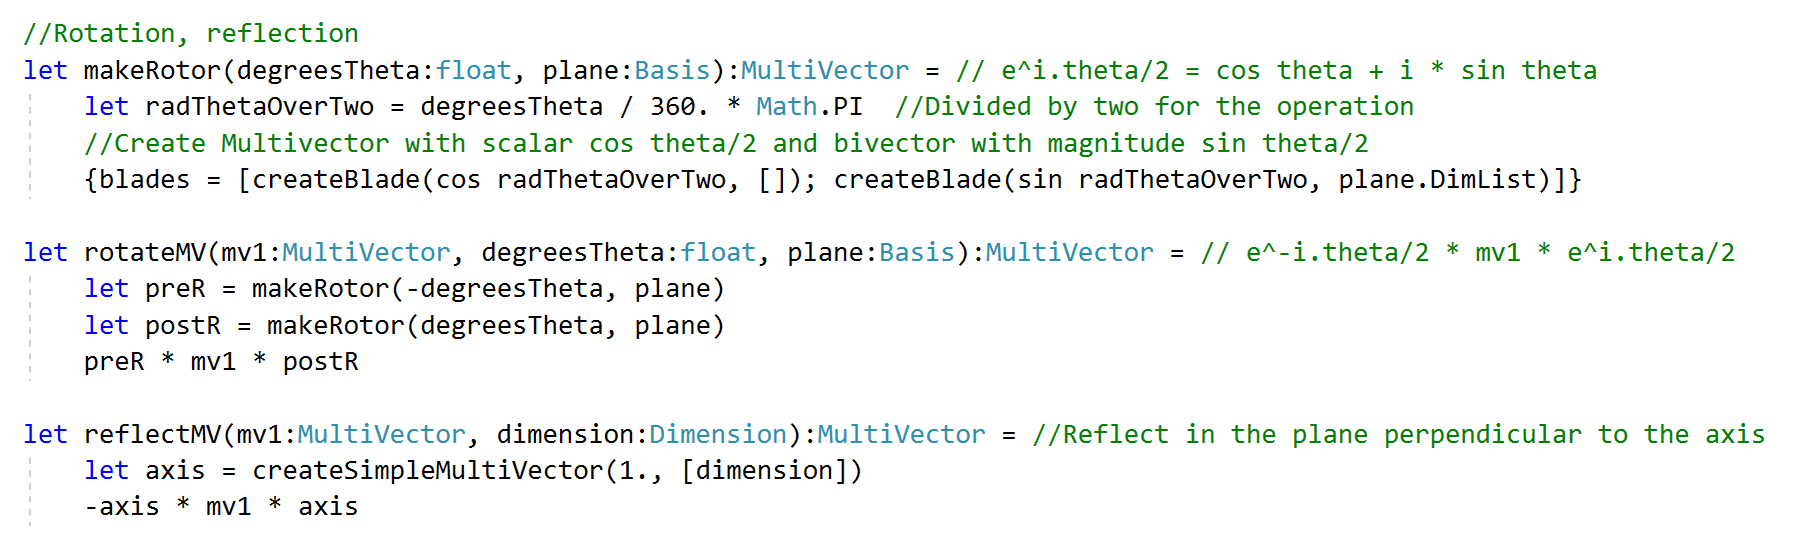 //Rotation, reflection
let makeRotor(degreesTheta:float, plane:Basis):MultiVector = // e^i.theta/2 = cos theta + i * sin theta
    let radThetaOverTwo = degreesTheta / 360. * Math.PI  //Divided by two for the operation
    //Create Multivector with scalar cos theta/2 and bivector with magnitude sin theta/2
    {blades = [createBlade(cos radThetaOverTwo, []); createBlade(sin radThetaOverTwo, plane.DimList)]}

let rotateMV(mv1:MultiVector, degreesTheta:float, plane:Basis):MultiVector = // e^-i.theta/2 * mv1 * e^i.theta/2
    let preR = makeRotor(-degreesTheta, plane)
    let postR = makeRotor(degreesTheta, plane)
    preR * mv1 * postR

let reflectMV(mv1:MultiVector, dimension:Dimension):MultiVector = //Reflect in the plane perpendicular to the axis
    let axis = createSimpleMultiVector(1., [dimension])
    -axis * mv1 * axis